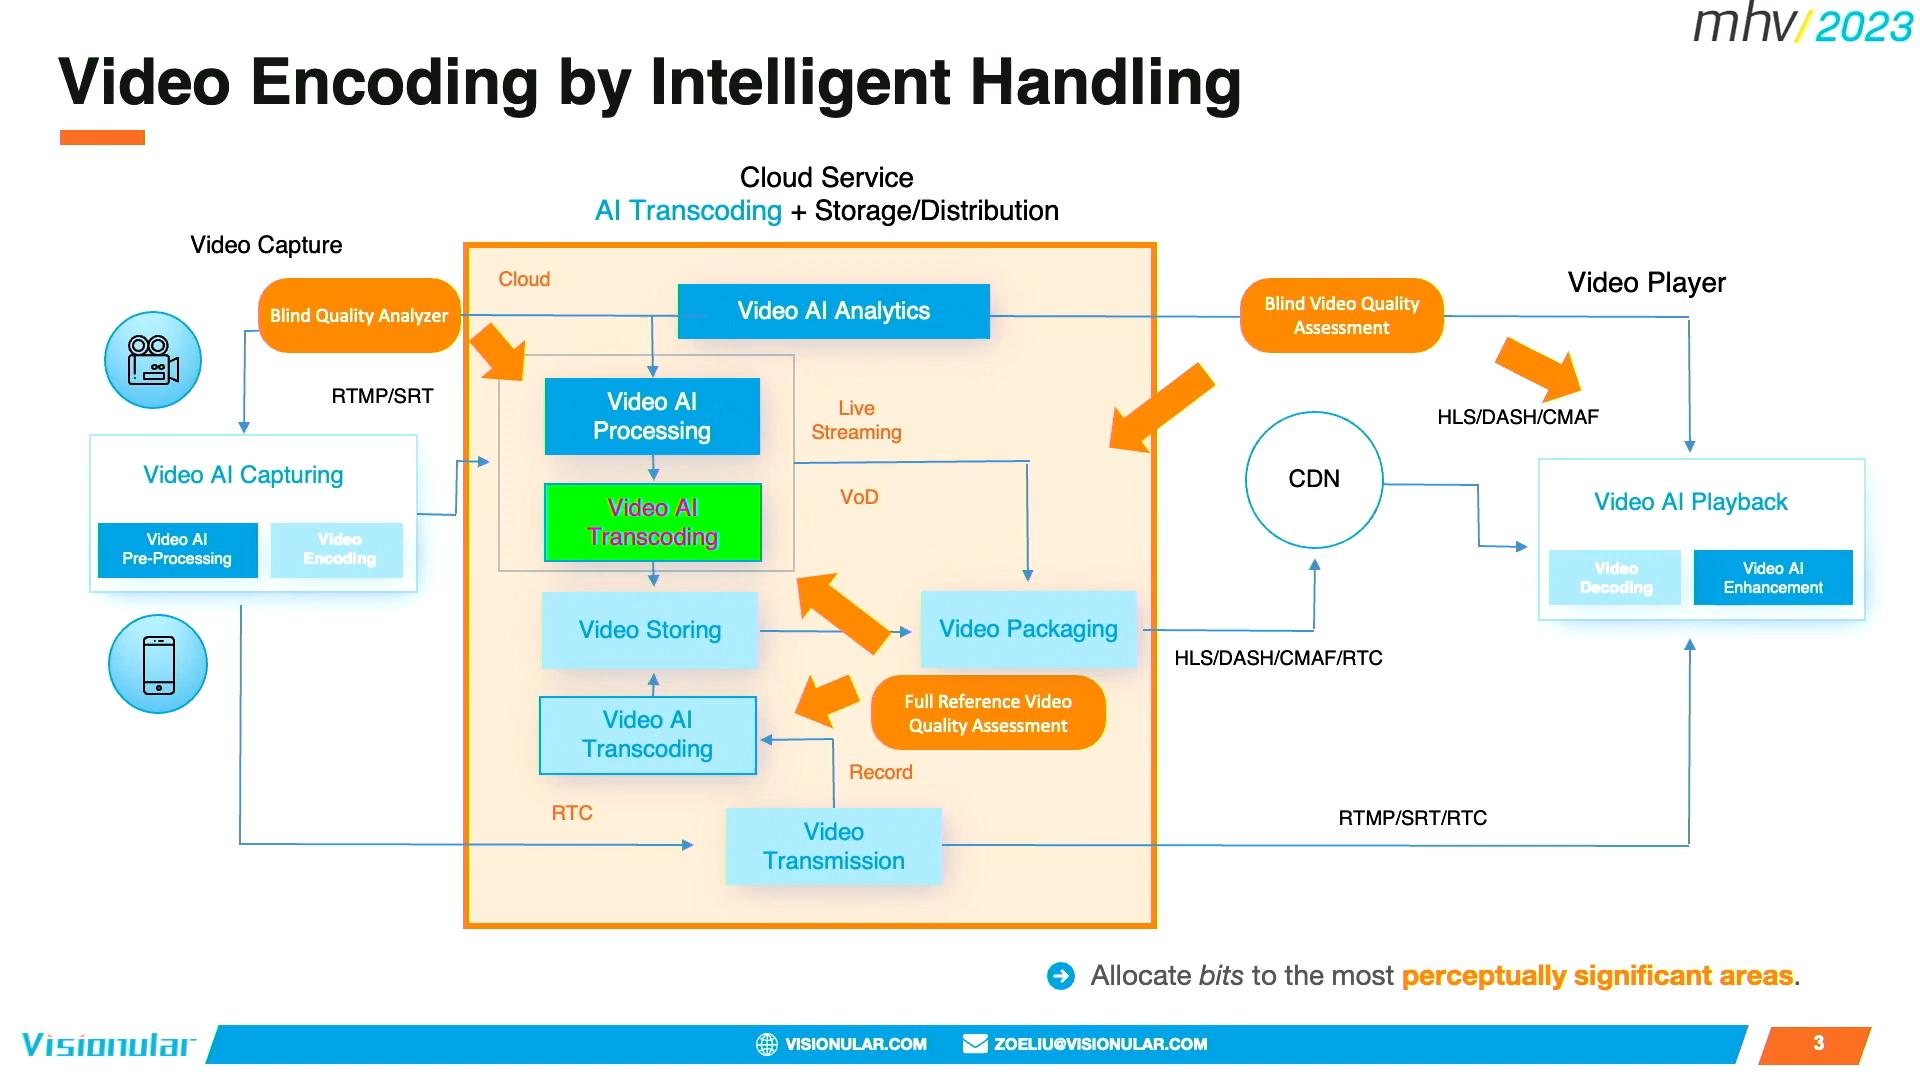 mhv/2023
Video Encoding by Intelligent Handling
Cloud Service
AI Transcoding + Storage/Distribution
Video Capture
Video Player
Cloud
Blind Quality Analyzer
Video AI Analytics
Blind Video Quality
Assessment
RTMP/SRT
Video AI
Processing
Live
Streaming
HLS/DASH/CMAF
Video AI Capturing
Video AI
Pre-Processing
Video
Encoding
Video AI
Transcoding
VoD
CDN
Video AI Playback
Video
Decoding
Video AI
Enhancement
Video Storing
Video Packaging
HLS/DASH/CMAF/RTC
Full Reference Video
Quality Assessment
Video AI
Transcoding
Record
RTC
Video
Transmission
RTMP/SRT/RTC
Allocate bits to the most perceptually significant areas.
Visionular
VISIONULAR.COM
ZOELIU@VISIONULAR.COM
3